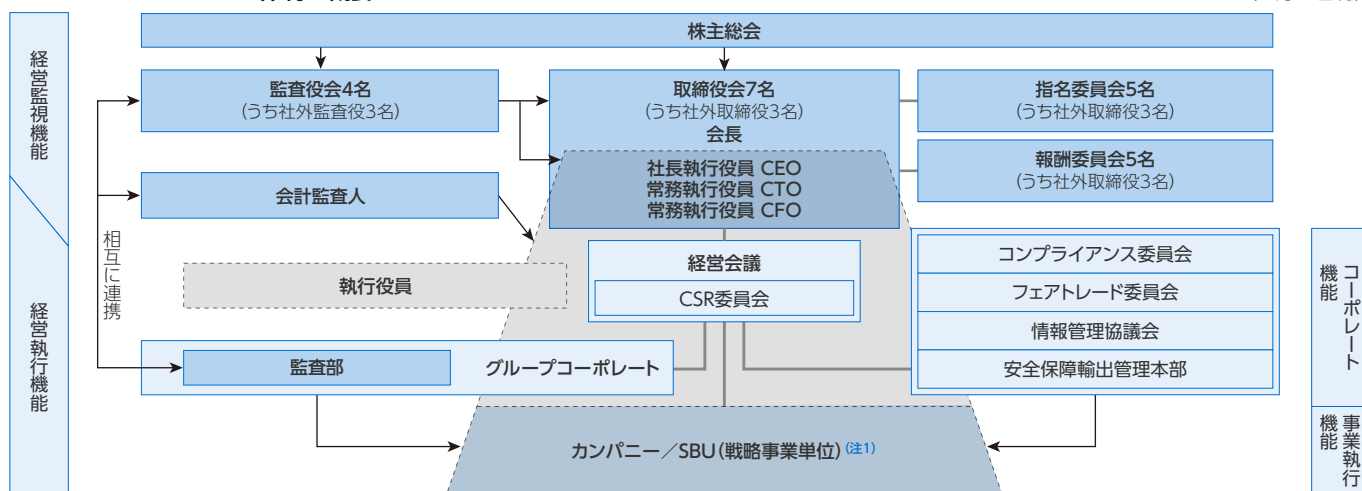 株主総会
経営監視機能
監査役会4名
(うち社外監査役3名)
取締役会7名
(うち社外取締役3名)
会長
指名委員会5名
(うち社外取締役3名)
報酬委員会5名
(うち社外取締役3名)
社長執行役員 CEO
常務執行役員 CTO
常務執行役員 CFO
会計監査人
相互に連携
執行役員
経営会議
CSR委員会
コンプライアンス委員会
フェアトレード委員会
情報管理協議会
安全保障輸出管理本部
コーポレート
機能
経営執行機能
監査部
グループコーポレート
カンパニー/SBU(戦略事業単位)(注1)
事業執行
機能